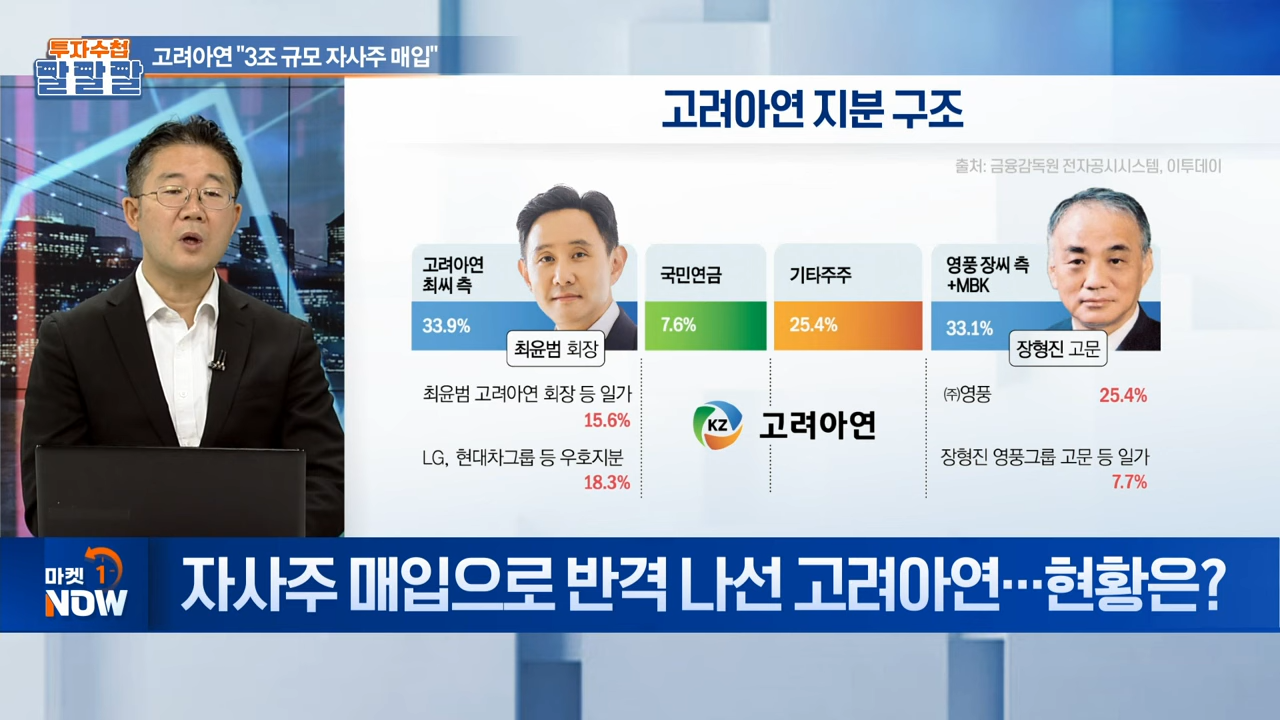 투자수첩
팔팔팔
고려아연 "3조 규모 자사주 매입"
고려아연 지분 구조
출처: 금융감독원 전자공시시스템, 이투데이
고려아연
최씨 측
33.9%
최윤범 회장
국민연금
7.6%
기타주주
25.4%
영풍 장씨 측
+MBK
33.1%
장형진 고문
최윤범 고려아연 회장 등 일가
15.6%
LG, 현대차그룹 등 우호지분
18.3%
KZ 고려아연
㈜영풍 25.4%
장형진 영풍그룹 고문 등 일가
7.7%
마켓 1
NOW
자사주 매입으로 반격 나선 고려아연…현황은?